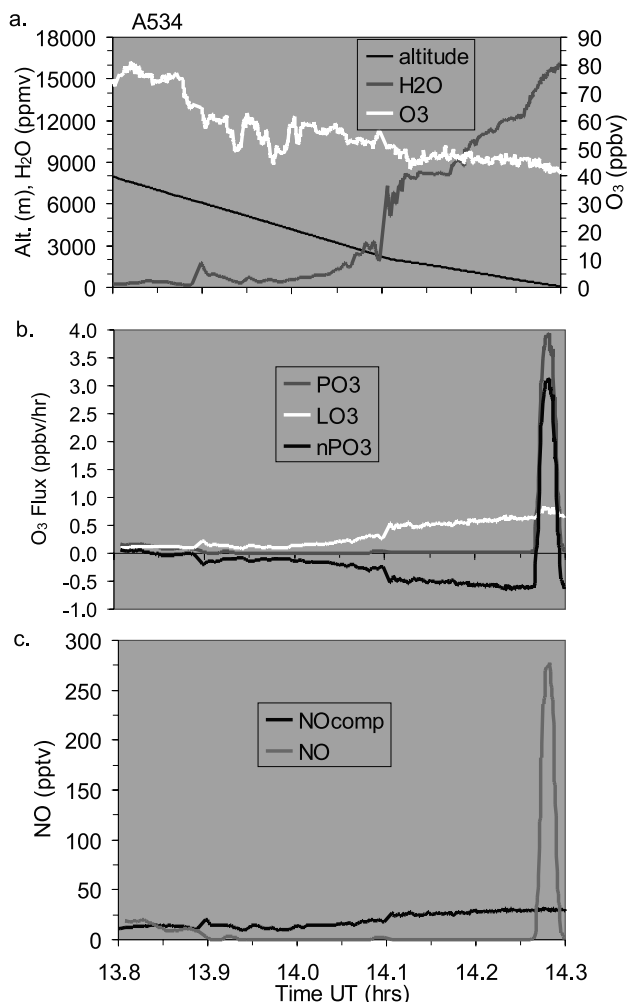 a. A534
18000 90
15000 80
12000 70
9000 60
6000 50
3000 40
0 30
20
10
0
Alt. (m), H₂O (ppmv)
O₃ (ppbv)
altitude
H2O
O3
b.
4.0
3.5
3.0
2.5
2.0
1.5
1.0
0.5
0.0
-0.5
-1.0
O₃ Flux (ppbv/hr)
PO3
LO3
nPO3
c.
300
250
200
150
100
50
0
NO (pptv)
NOcomp
NO
13.8 13.9 14.0 14.1 14.2 14.3
Time UT (hrs)